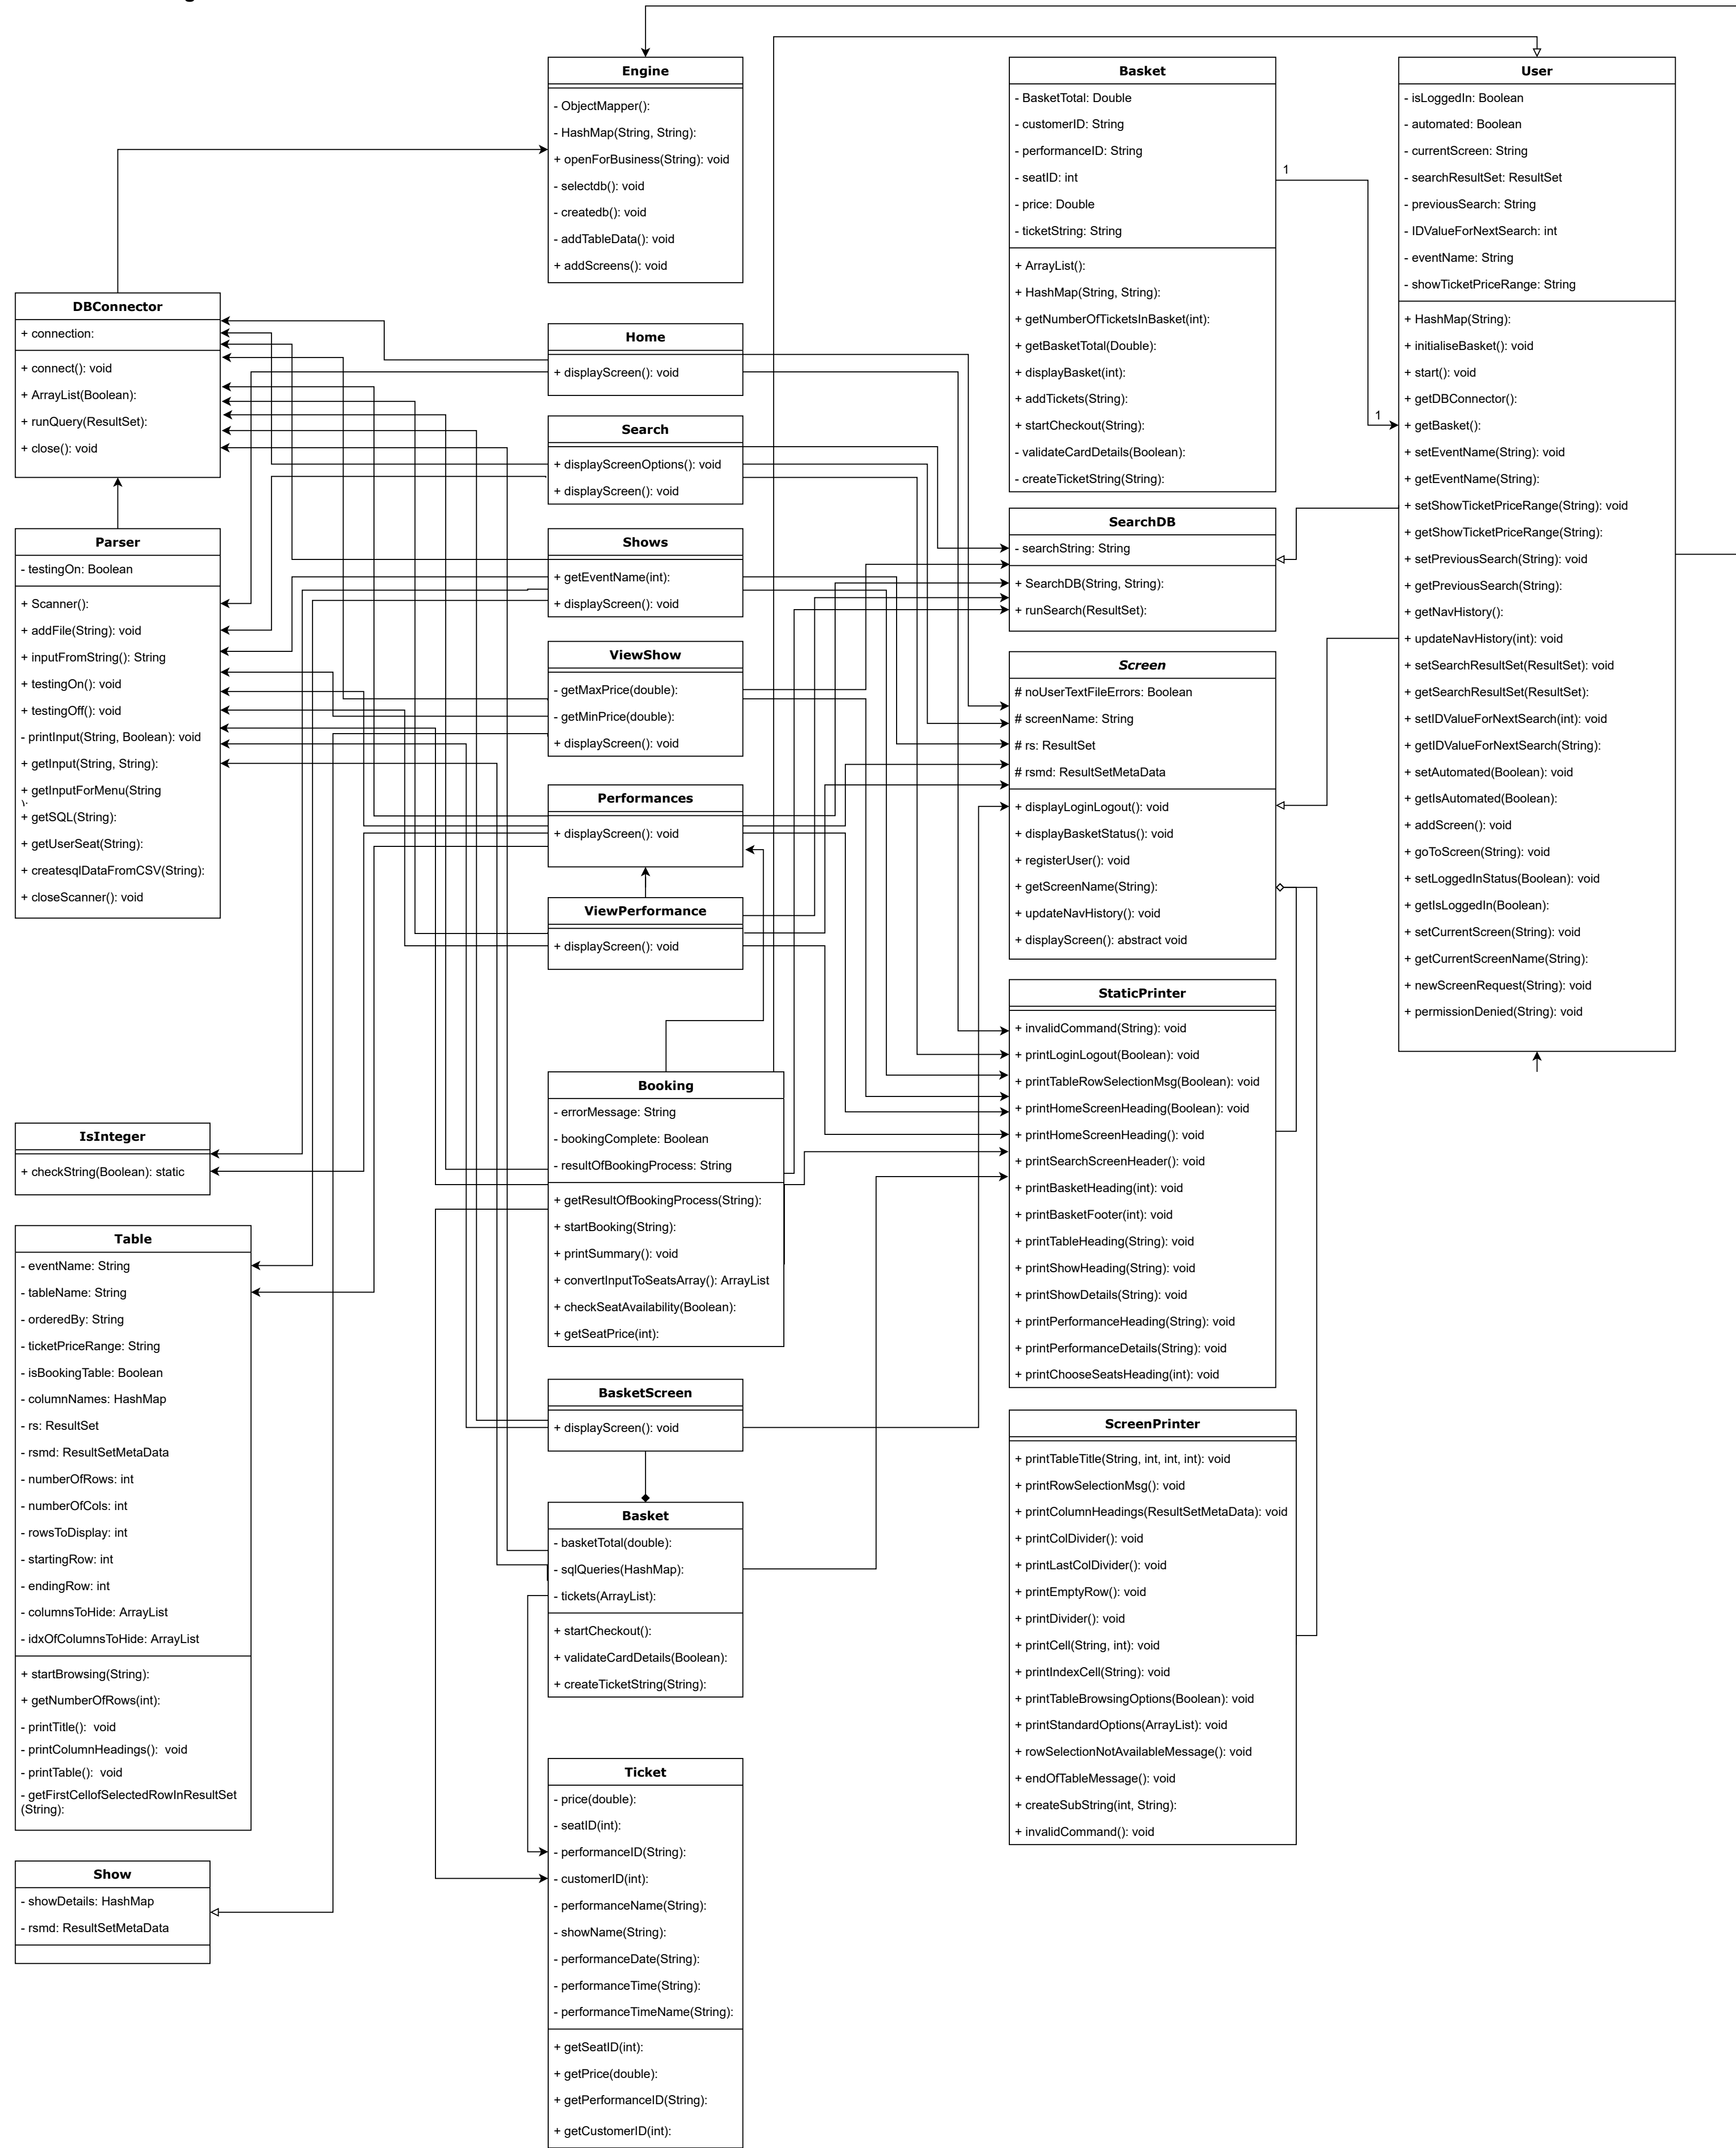 Engine
- ObjectMapper():
- HashMap(String, String):
+ openForBusiness(String): void
- selectdb(): void
- createdb(): void
- addTableData(): void
+ addScreens(): void
Basket
- BasketTotal: Double
- customerID: String
- performanceID: String
- seatID: int
- price: Double
- ticketString: String
+ ArrayList():
+ HashMap(String, String):
+ getNumberOfTicketsInBasket(int):
+ getBasketTotal(Double):
+ displayBasket(int):
+ addTickets(String):
+ startCheckout(String):
- validateCardDetails(Boolean):
- createTicketString(String):
1
1
User
- isLoggedIn: Boolean
- automated: Boolean
- currentScreen: String
- searchResultSet: ResultSet
- previousSearch: String
- IDValueForNextSearch: int
- eventName: String
- showTicketPriceRange: String
+ HashMap(String):
+ initialiseBasket(): void
+ start(): void
+ getDBConnector():
+ getBasket():
+ setEventName(String): void
+ getEventName(String):
+ setShowTicketPriceRange(String): void
+ getShowTicketPriceRange(String):
+ setPreviousSearch(String): void
+ getPreviousSearch(String):
+ getNavHistory():
+ updateNavHistory(int): void
+ setSearchResultSet(ResultSet): void
+ getSearchResultSet(ResultSet):
+ setIDValueForNextSearch(int): void
+ getIDValueForNextSearch(String):
+ setAutomated(Boolean): void
+ getIsAutomated(Boolean):
+ addScreen(): void
+ goToScreen(String): void
+ setLoggedInStatus(Boolean): void
+ getIsLoggedIn(Boolean):
+ setCurrentScreen(String): void
+ getCurrentScreenName(String):
+ newScreenRequest(String): void
+ permissionDenied(String): void
DBConnector
+ connection:
+ connect(): void
+ ArrayList(Boolean):
+ runQuery(ResultSet):
+ close(): void
Home
+ displayScreen(): void
Search
+ displayScreenOptions(): void
+ displayScreen(): void
Parser
- testingOn: Boolean
+ Scanner():
+ addFile(String): void
+ inputFromString(): String
+ testingOn(): void
+ testingOff(): void
- printInput(String, Boolean): void
+ getInput(String, String):
+ getInputForMenu(String
+ getSQL(String):
+ getUserSeat(String):
+ createsqlDataFromCSV(String):
+ closeScanner(): void
Shows
+ getEventName(int):
+ displayScreen(): void
ViewShow
- getMaxPrice(double):
- getMinPrice(double):
+ displayScreen(): void
Performances
+ displayScreen(): void
ViewPerformance
+ displayScreen(): void
SearchDB
- searchString: String
+ SearchDB(String, String):
+ runSearch(ResultSet):
Screen
# noUserTextFileErrors: Boolean
# screenName: String
# rs: ResultSet
# rsmd: ResultSetMetaData
+ displayLoginLogout(): void
+ displayBasketStatus(): void
+ registerUser(): void
+ getScreenName(String):
+ updateNavHistory(): void
+ displayScreen(): abstract void
StaticPrinter
+ invalidCommand(String): void
+ printLoginLogout(Boolean): void
+ printTableRowSelectionMsg(Boolean): void
+ printHomeScreenHeading(Boolean): void
+ printHomeScreenHeading(): void
+ printSearchScreenHeader(): void
+ printBasketHeading(int): void
+ printBasketFooter(int): void
+ printTableHeading(String): void
+ printShowHeading(String): void
+ printShowDetails(String): void
+ printPerformanceHeading(String): void
+ printPerformanceDetails(String): void
+ printChooseSeatsHeading(int): void
Booking
- errorMessage: String
- bookingComplete: Boolean
- resultOfBookingProcess: String
+ getResultOfBookingProcess(String):
+ startBooking(String):
+ printSummary(): void
+ convertInputToSeatsArray(): ArrayList
+ checkSeatAvailability(Boolean):
+ getSeatPrice(int):
IsInteger
+ checkString(Boolean): static
Table
- eventName: String
- tableName: String
- orderedBy: String
- ticketPriceRange: String
- isBookingTable: Boolean
- columnNames: HashMap
- rs: ResultSet
- rsmd: ResultSetMetaData
- numberOfRows: int
- numberOfCols: int
- rowsToDisplay: int
- startingRow: int
- endingRow: int
- columnsToHide: ArrayList
- idxOfColumnsToHide: ArrayList
+ startBrowsing(String):
+ getNumberOfRows(int):
- printTitle(): void
- printColumnHeadings(): void
- printTable(): void
- getFirstCellofSelectedRowInResultSet
(String):
BasketScreen
+ displayScreen(): void
Basket
- basketTotal(double):
- sqlQueries(HashMap):
- tickets(ArrayList):
+ startCheckout():
+ validateCardDetails(Boolean):
+ createTicketString(String):
ScreenPrinter
+ printTableTitle(String, int, int, int): void
+ printRowSelectionMsg(): void
+ printColumnHeadings(ResultSetMetaData): void
+ printColDivider(): void
+ printLastColDivider(): void
+ printEmptyRow(): void
+ printDivider(): void
+ printCell(String, int): void
+ printIndexCell(String): void
+ printTableBrowsingOptions(Boolean): void
+ printStandardOptions(ArrayList): void
+ rowSelectionNotAvailableMessage(): void
+ endOfTableMessage(): void
+ createSubString(int, String):
+ invalidCommand(): void
Ticket
- price(double):
- seatID(int):
- performanceID(String):
- customerID(int):
- performanceName(String):
- showName(String):
- performanceDate(String):
- performanceTime(String):
- performanceTimeName(String):
+ getSeatID(int):
+ getPrice(double):
+ getPerformanceID(String):
+ getCustomerID(int):
Show
- showDetails: HashMap
- rsmd: ResultSetMetaData